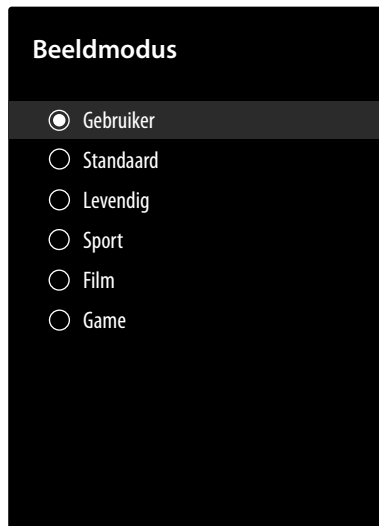 Beeldmodus
Gebruiker
Standaard
Levendig
Sport
Film
Game